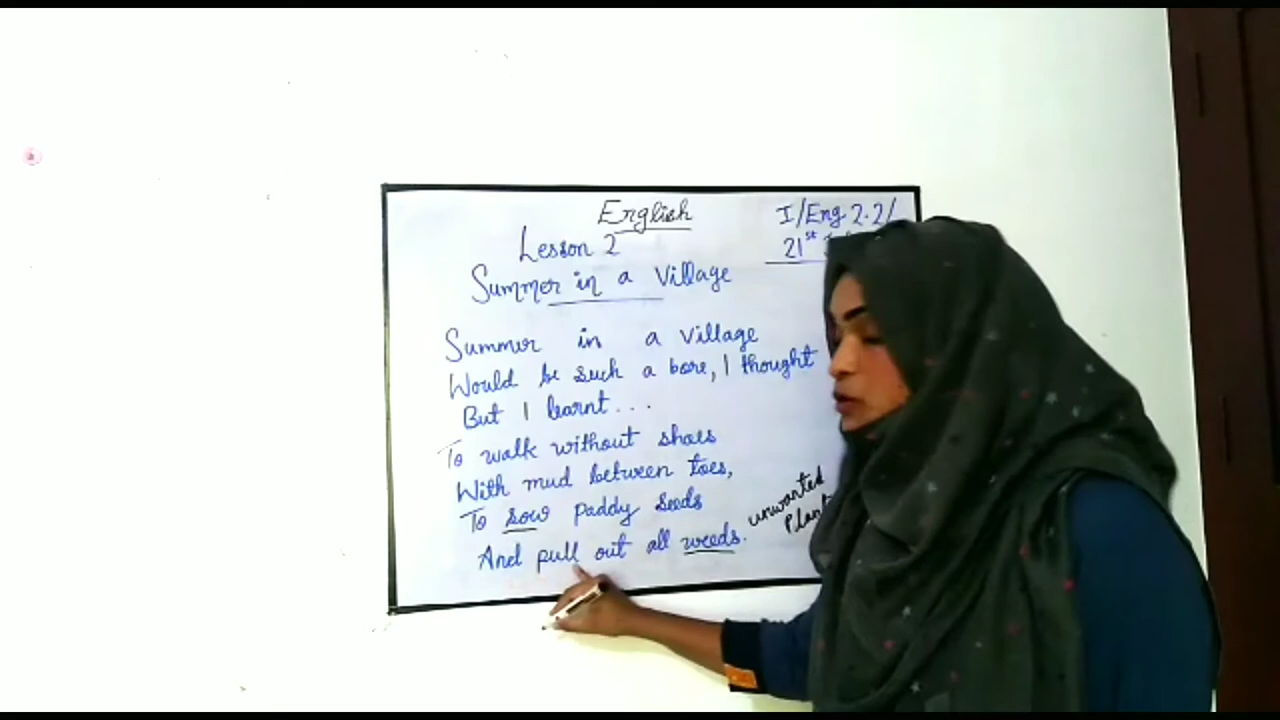 English
Lesson 2
I/Eng 2.2/
21st
Summer in a Village
Summer in a Village
Would be such a bore, I thought
But I learnt...
To walk without shoes
With mud between toes,
To sow paddy seeds
And pull out all weeds.
unwanted